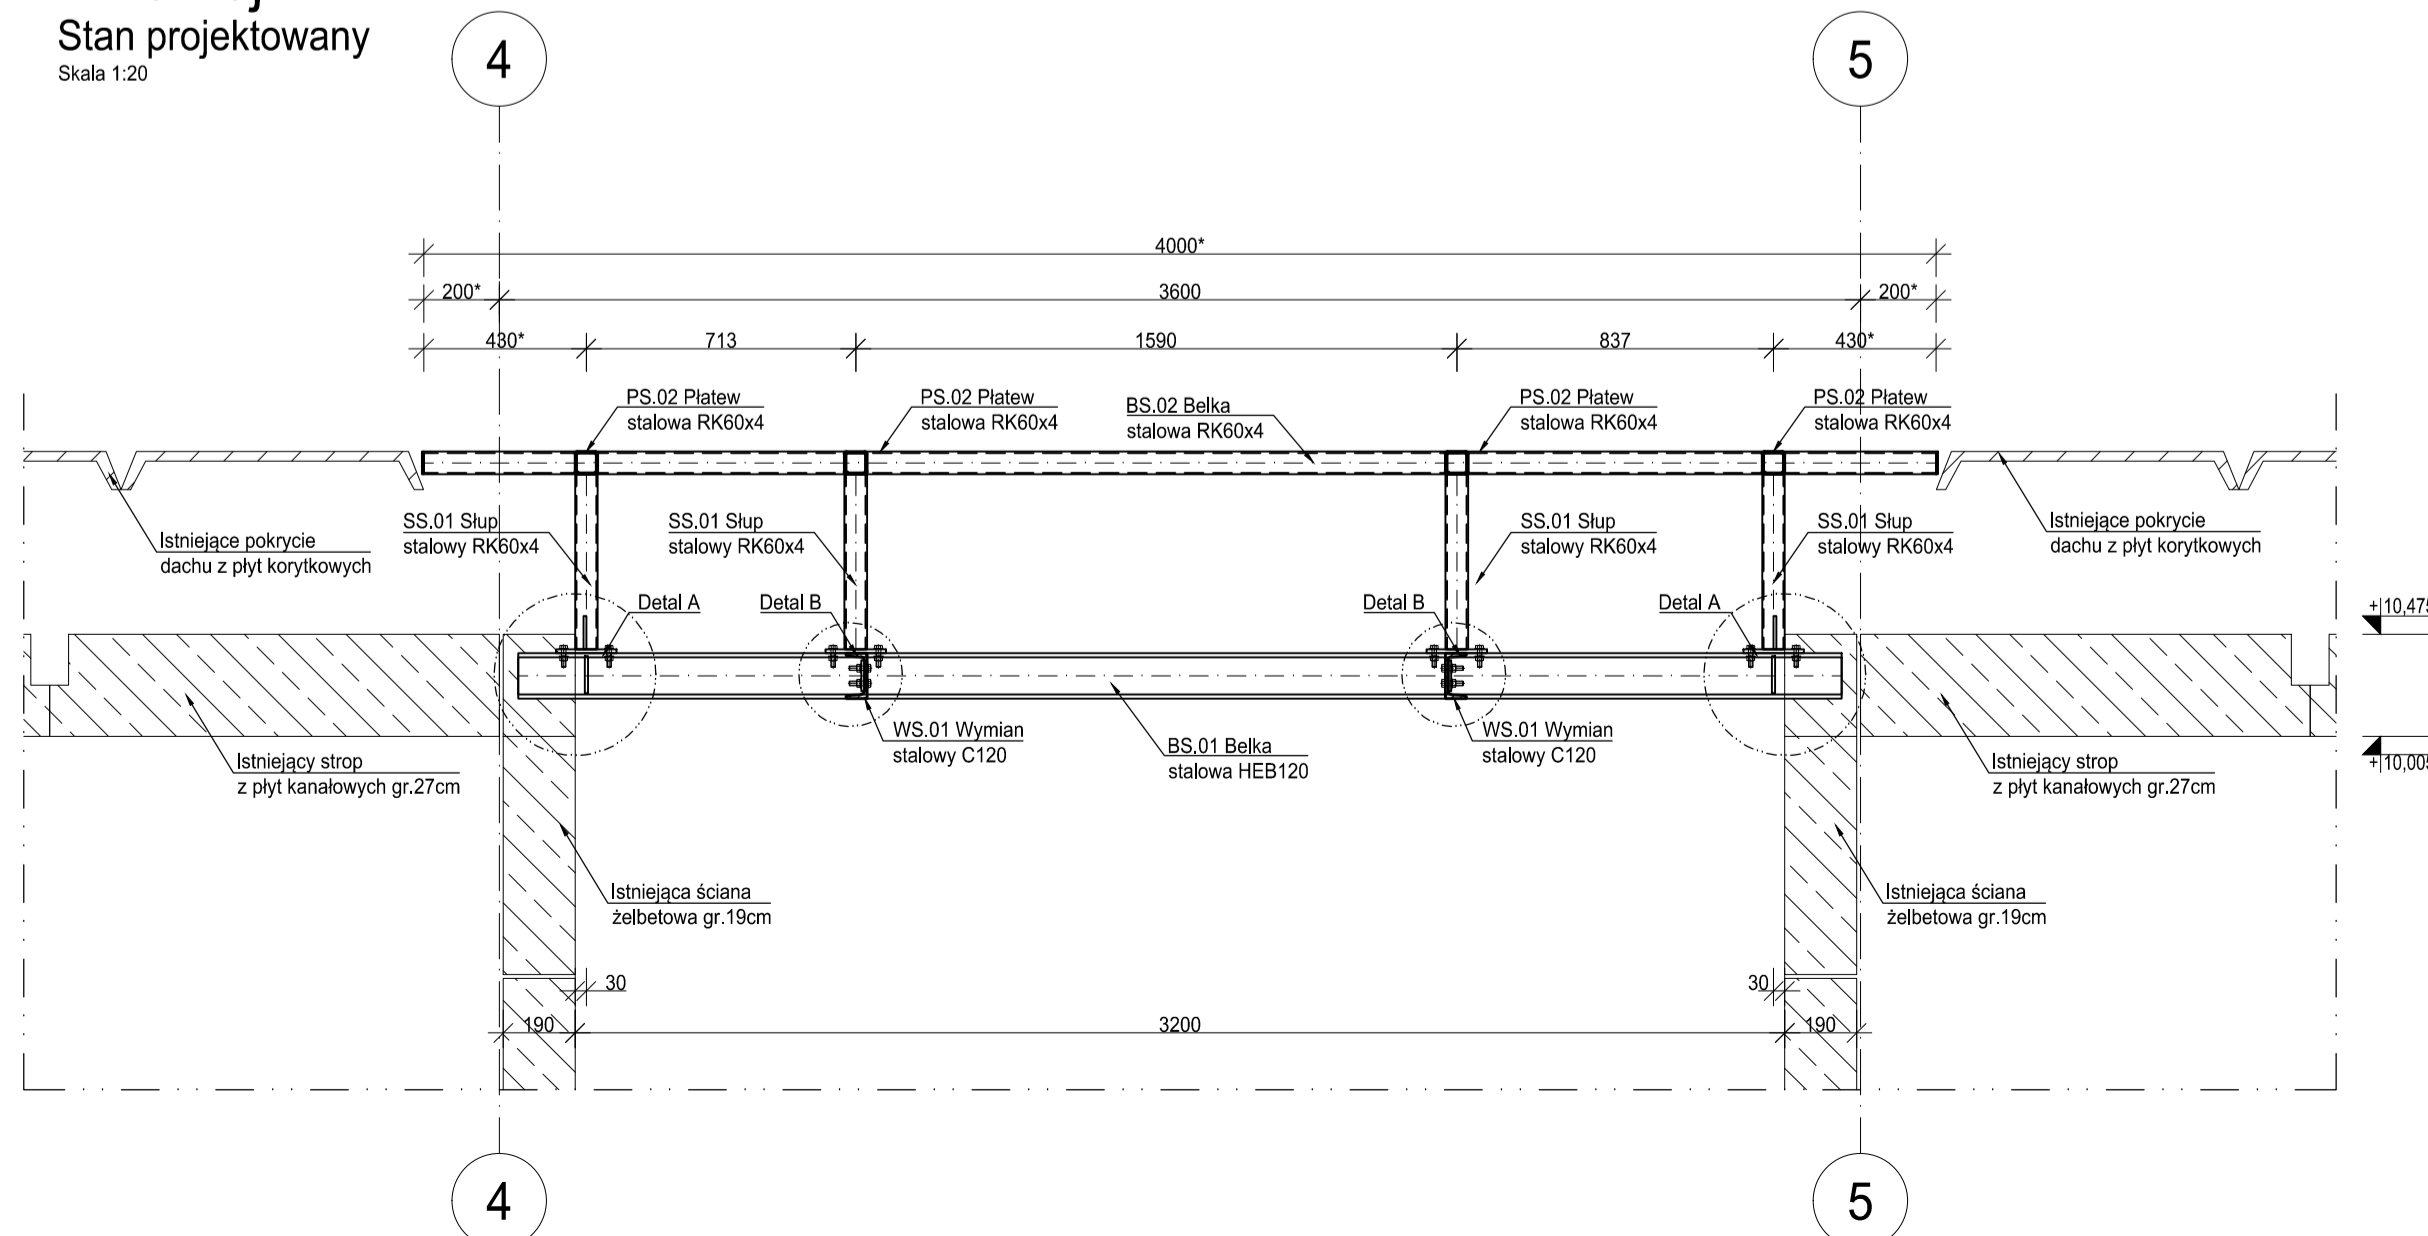 Stan projektowany
Skala 1:20
4
5
4000*
200*
3600
200*
430*
713
1590
837
430*
PS.02 Płatew
stalowa RK60x4
PS.02 Płatew
stalowa RK60x4
BS.02 Belka
stalowa RK60x4
PS.02 Płatew
stalowa RK60x4
PS.02 Płatew
stalowa RK60x4
Istniejące pokrycie
dachu z płyt korytkowych
SS.01 Słup
stalowy RK60x4
SS.01 Słup
stalowy RK60x4
SS.01 Słup
stalowy RK60x4
SS.01 Słup
stalowy RK60x4
Istniejące pokrycie
dachu z płyt korytkowych
Detal A
Detal B
Detal B
Detal A
+10,475
WS.01 Wymian
stalowy C120
BS.01 Belka
stalowa HEB120
WS.01 Wymian
stalowy C120
Istniejący strop
z płyt kanałowych gr.27cm
Istniejący strop
z płyt kanałowych gr.27cm
+10,005
Istniejąca ściana
żelbetowa gr.19cm
Istniejąca ściana
żelbetowa gr.19cm
30
30
190
3200
190
4
5